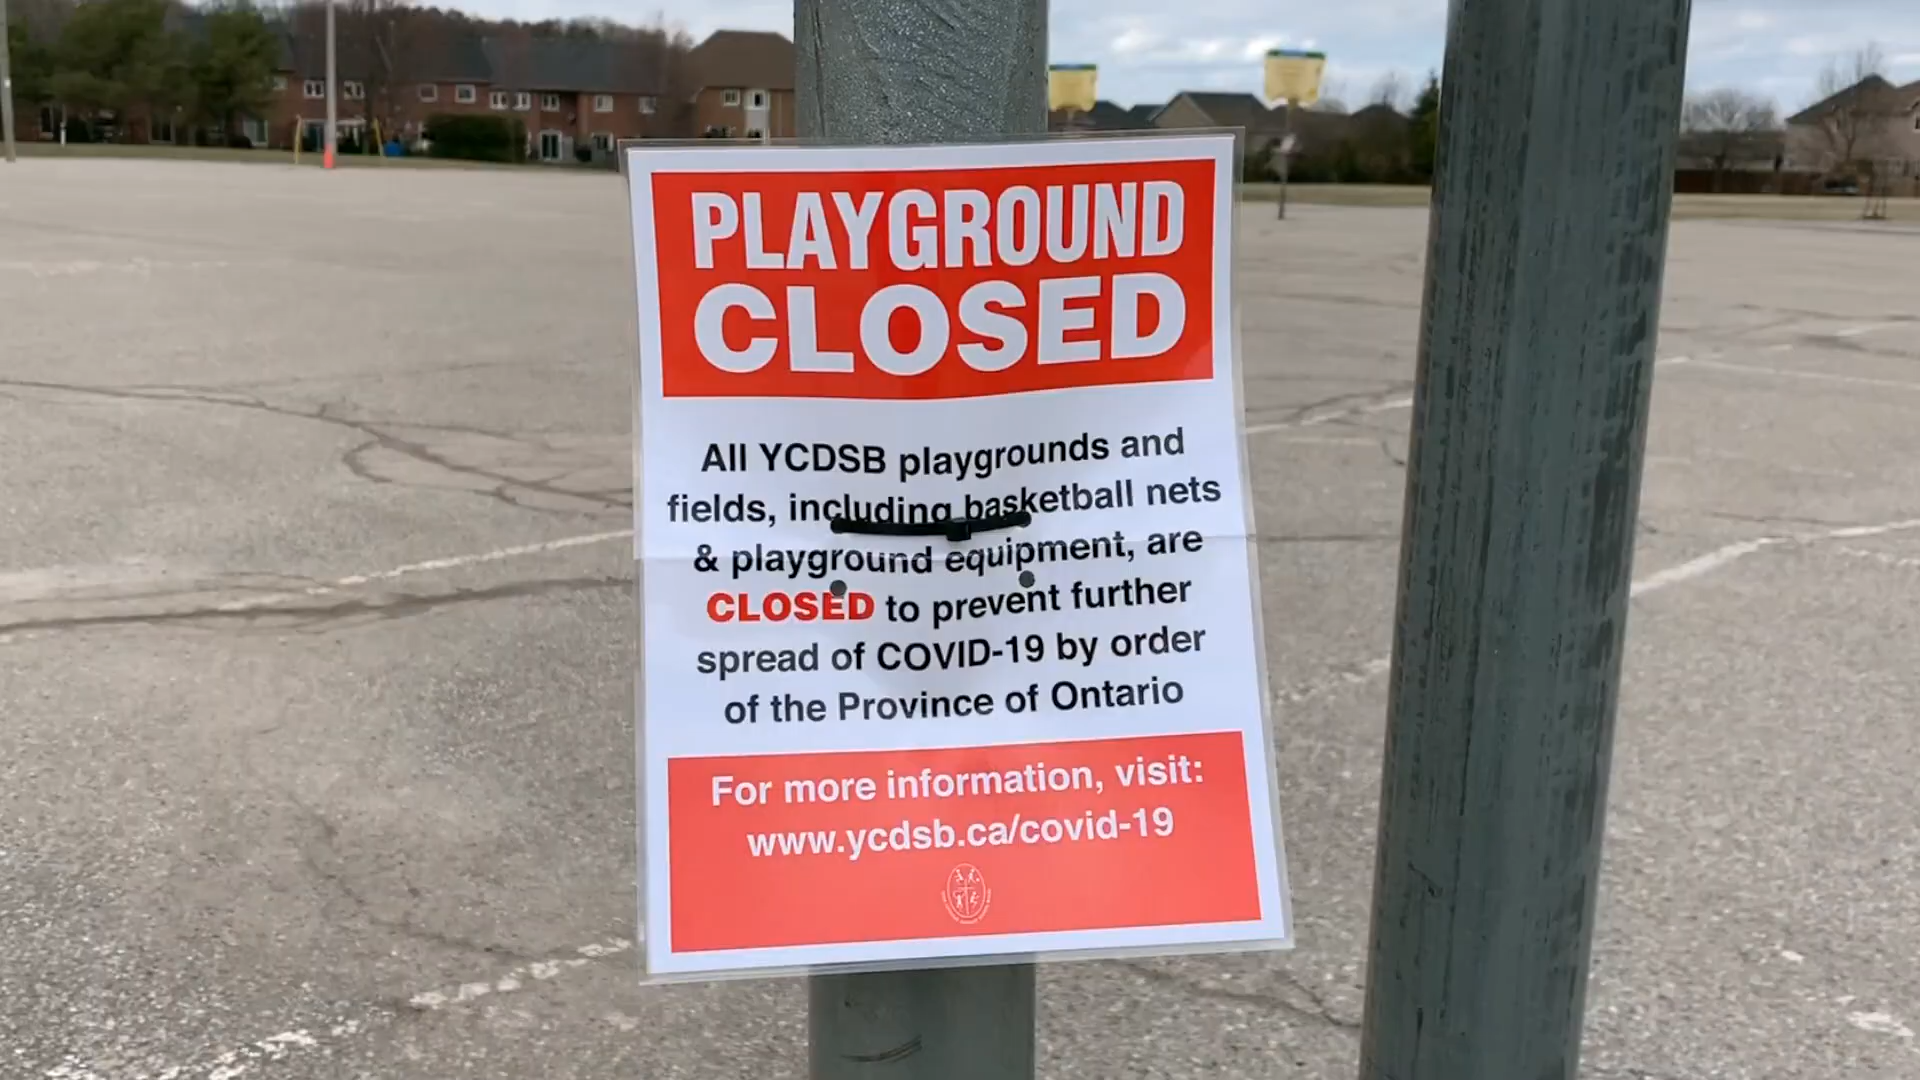 PLAYGROUND
CLOSED
All YCDSB playgrounds and
fields, including basketball nets
& playground equipment, are
CLOSED to prevent further
spread of COVID-19 by order
of the Province of Ontario
For more information, visit:
www.ycdsb.ca/covid-19